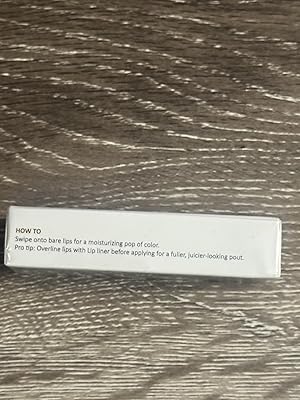 HOW TO
Swipe onto bare lips for a moisturizing pop of color.
Pro tip: Overline lips with Lip liner before applying for a fuller, juicier-looking pout.